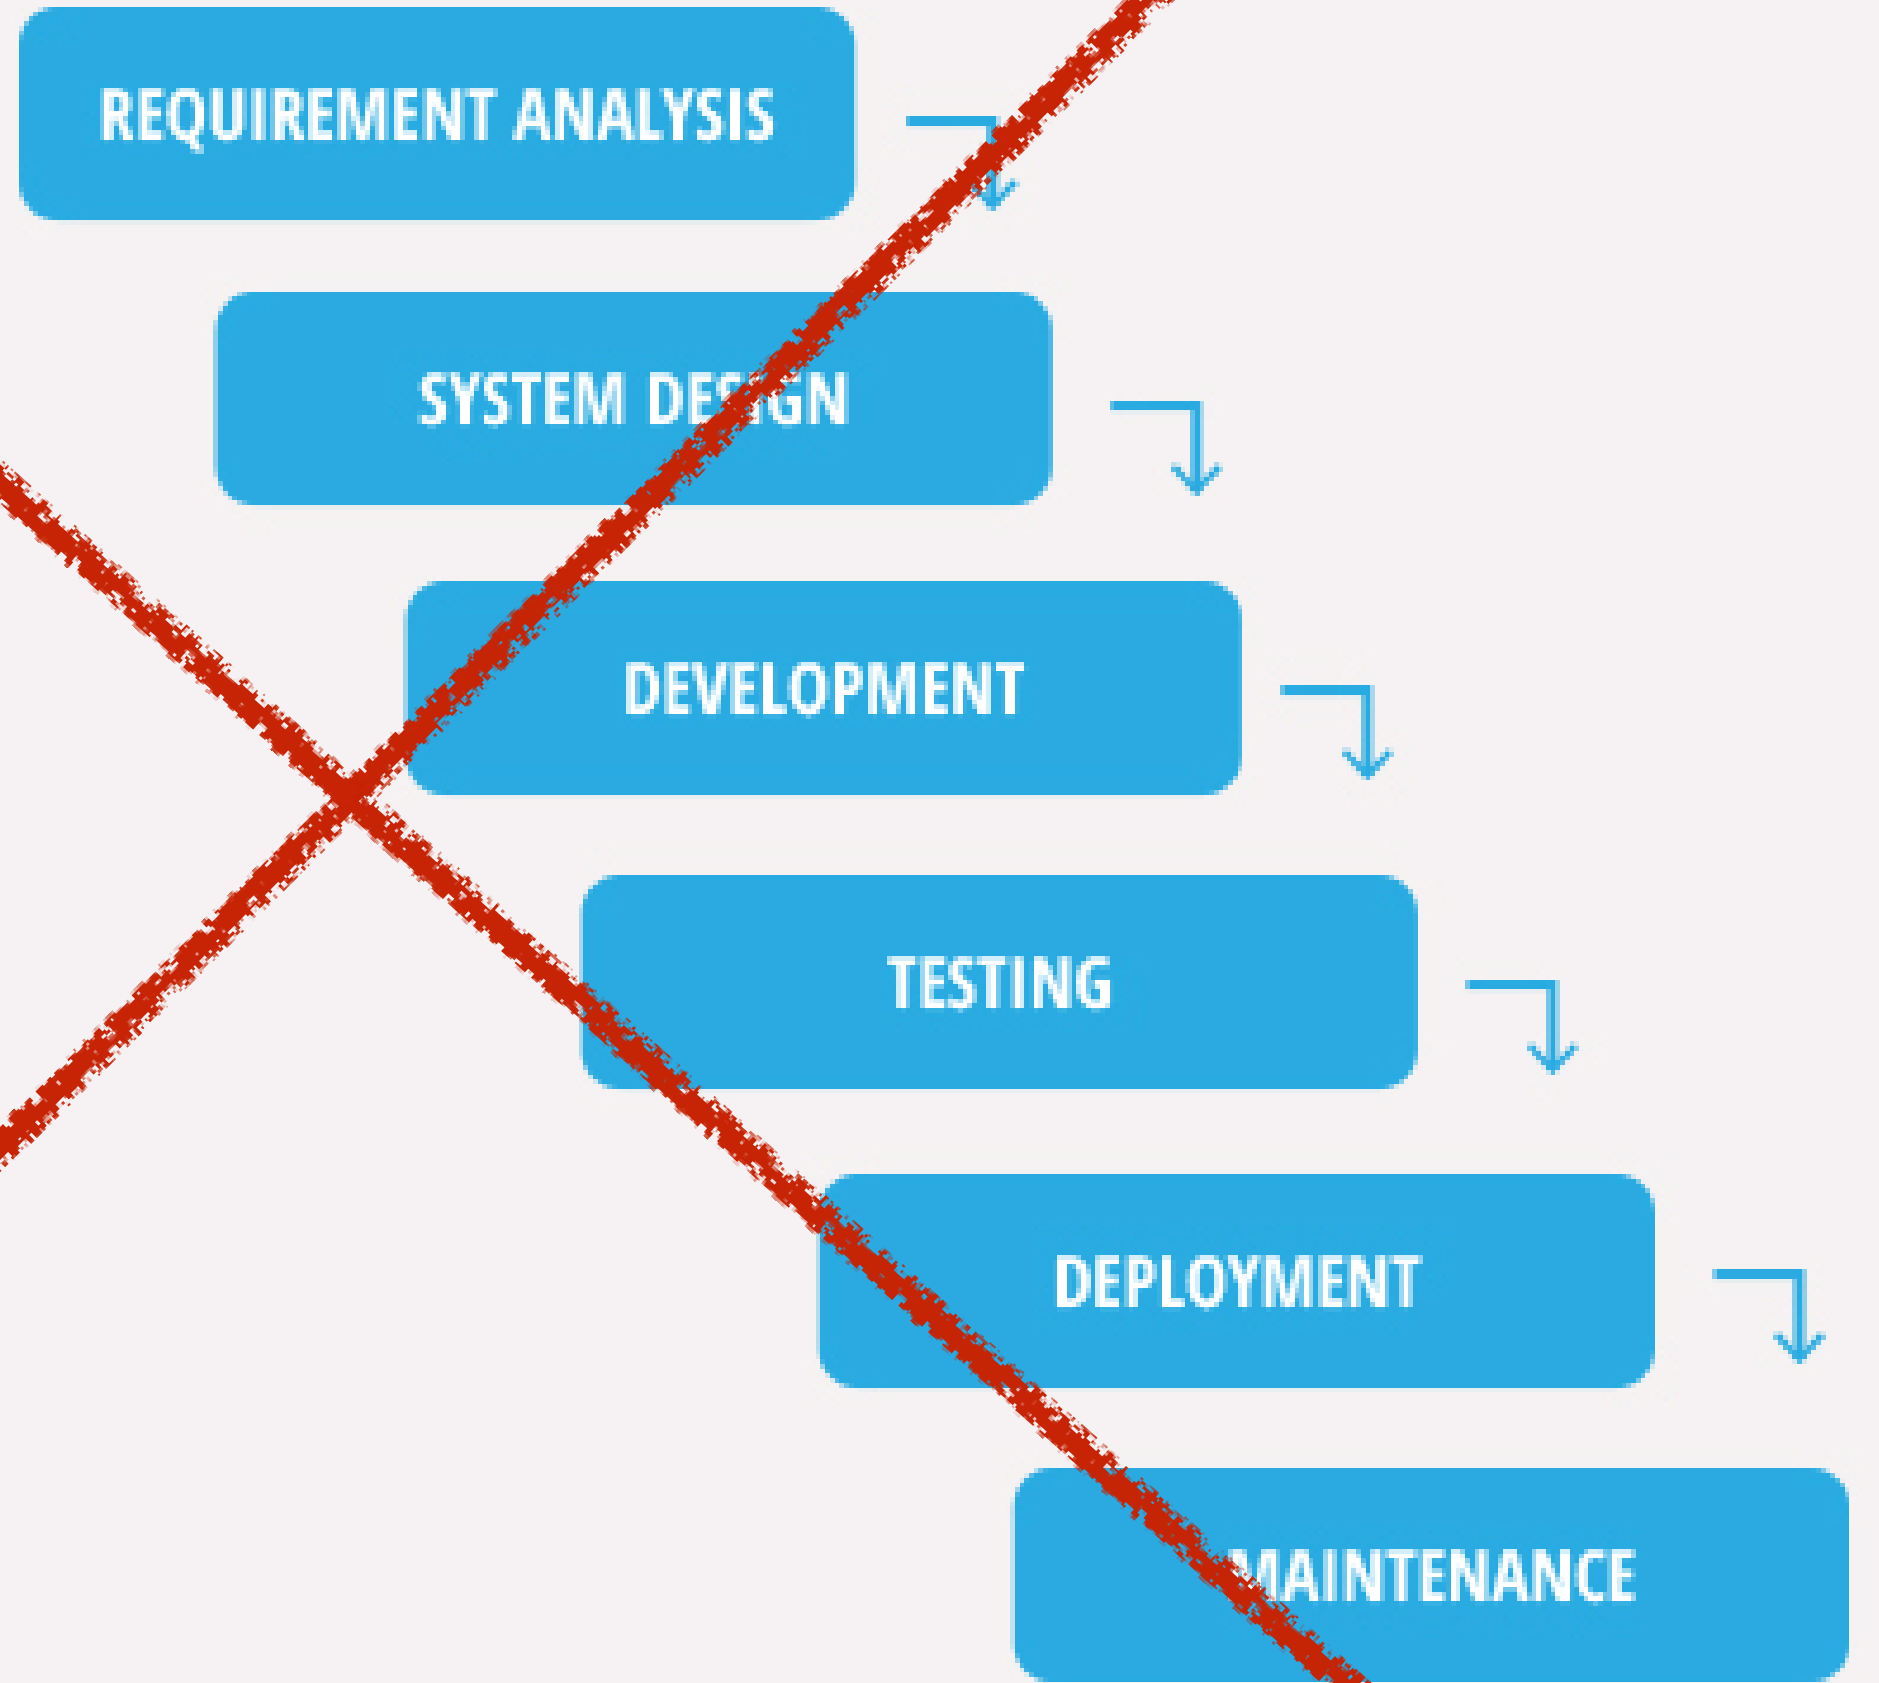 REQUIREMENT ANALYSIS
SYSTEM DESIGN
DEVELOPMENT
TESTING
DEPLOYMENT
MAINTENANCE